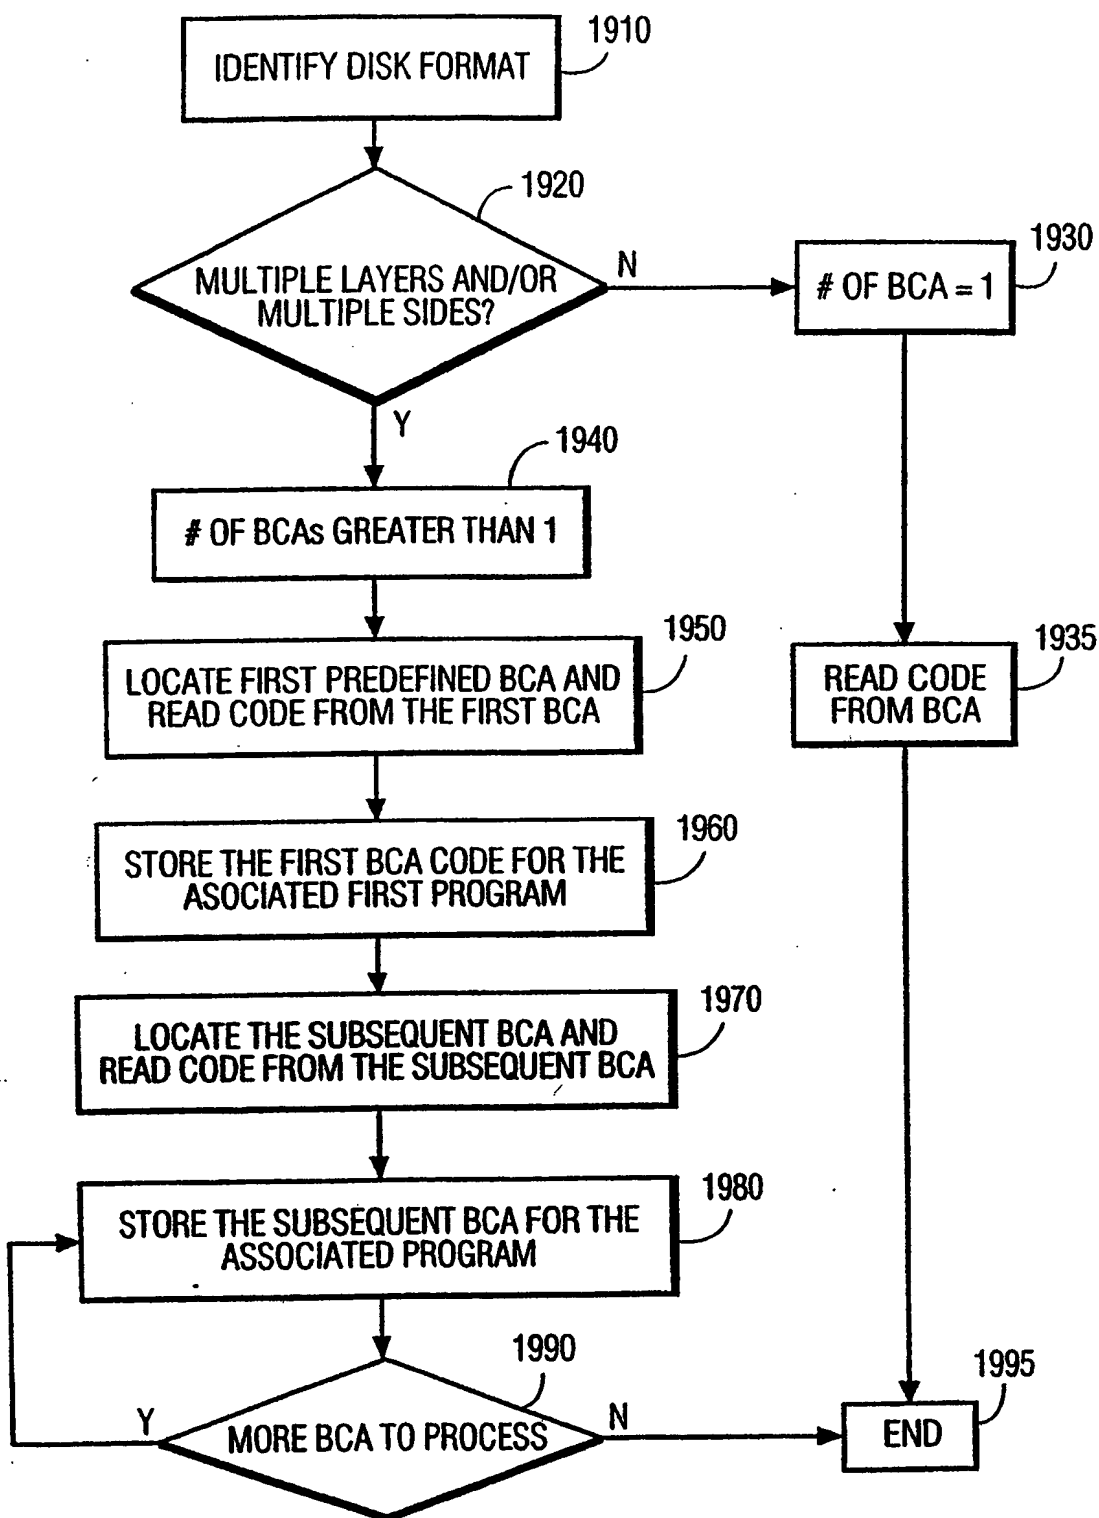 IDENTIFY DISK FORMAT
1910
1920
MULTIPLE LAYERS AND/OR
MULTIPLE SIDES?
N
Y
1930
# OF BCA = 1
1940
# OF BCAs GREATER THAN 1
1950
LOCATE FIRST PREDEFINED BCA AND
READ CODE FROM THE FIRST BCA
1935
READ CODE
FROM BCA
1960
STORE THE FIRST BCA CODE FOR THE
ASOCIATED FIRST PROGRAM
1970
LOCATE THE SUBSEQUENT BCA AND
READ CODE FROM THE SUBSEQUENT BCA
1980
STORE THE SUBSEQUENT BCA FOR THE
ASSOCIATED PROGRAM
1990
MORE BCA TO PROCESS
Y
N
1995
END